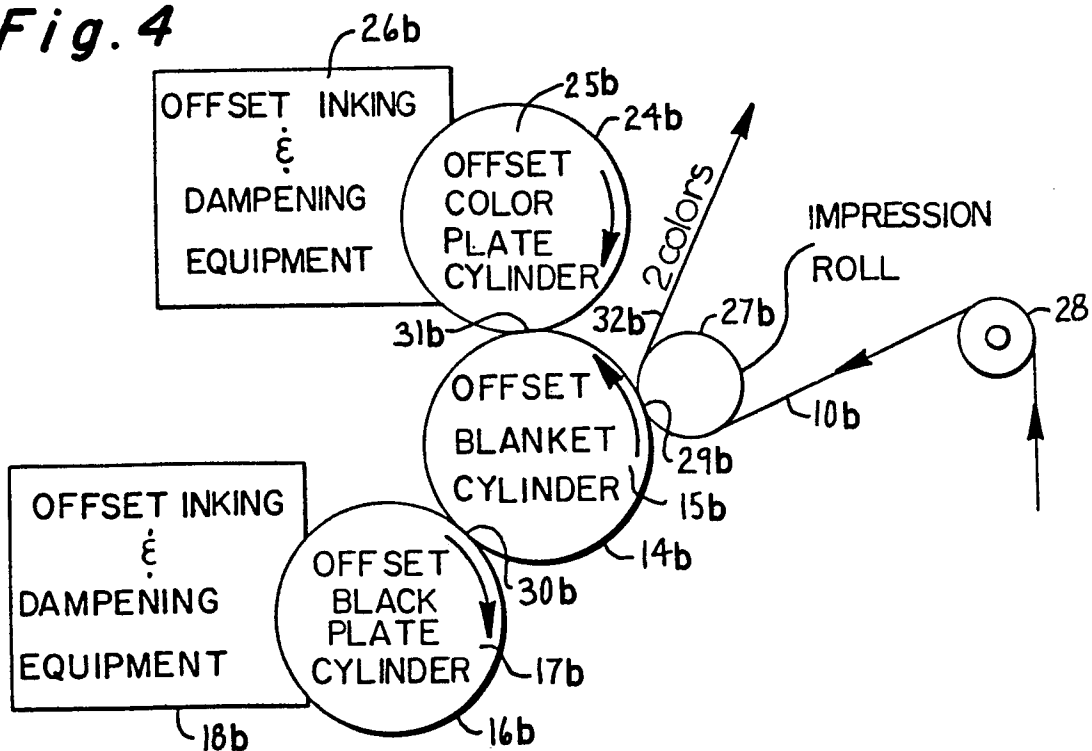 Fig. 4
26b
OFFSET INKING
&
DAMPENING
EQUIPMENT
25b
24b
OFFSET
COLOR
PLATE
CYLINDER
2 colors
IMPRESSION
ROLL
31b
32b
27b
28
OFFSET
BLANKET
CYLINDER
10b
29b
15b
14b
OFFSET INKING
&
DAMPENING
EQUIPMENT
18b
OFFSET
BLACK
PLATE
CYLINDER
30b
17b
16b